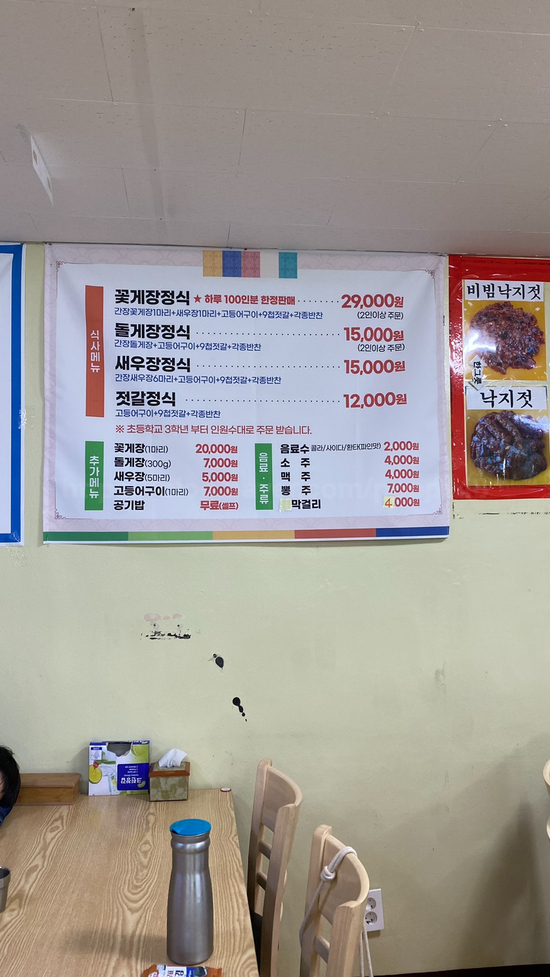 식사메뉴
꽃게장정식 ★ 하루 100인분 한정판매 29,000원
간장꽃게장1마리+새우장1마리+고등어구이+9첩젓갈+각종반찬 (2인이상 주문)
돌게장정식 15,000원
간장돌게장+고등어구이+9첩젓갈+각종반찬 (2인이상 주문)
새우장정식 15,000원
간장새우장6마리+고등어구이+9첩젓갈+각종반찬
젓갈정식 12,000원
고등어구이+9첩젓갈+각종반찬
※ 초등학교 3학년 부터 인원수대로 주문 받습니다.
추가메뉴
꽃게장(1마리) 20,000원
돌게장(300g) 7,000원
새우장(5마리) 5,000원
고등어구이(1마리) 7,000원
공기밥 무료(셀프)
음료·주류
음료수 콜라/사이다/환타(파인맛) 2,000원
소 주 4,000원
맥 주 4,000원
뽕 주 7,000원
막걸리 4,000원
비빔낙지젓
낙지젓